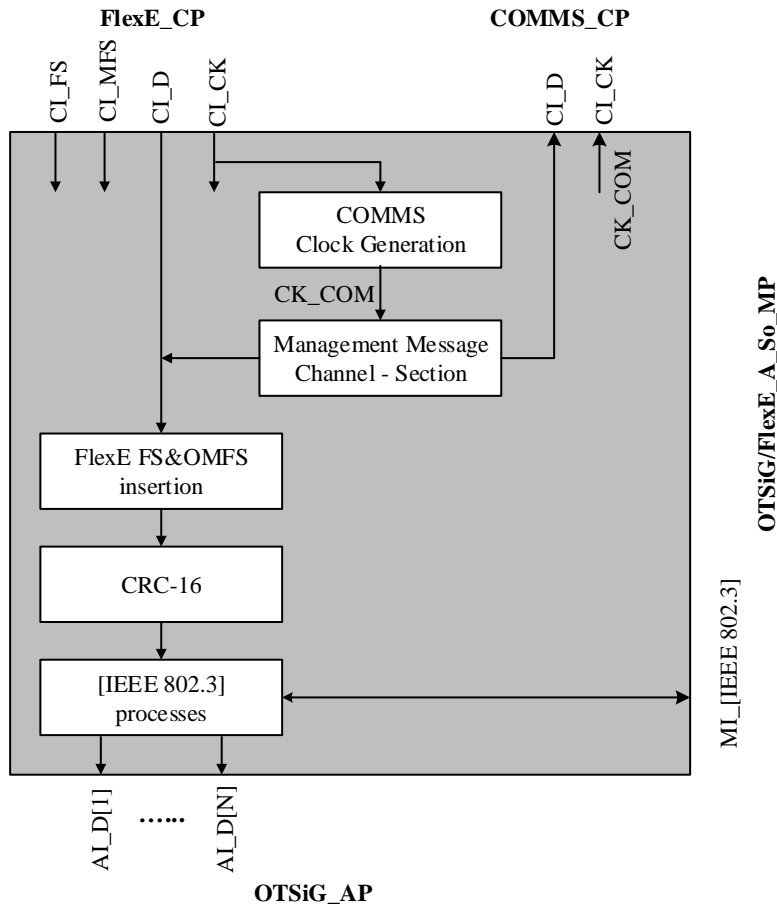 FlexE_CP
COMMS_CP
CI_FS
CI_MFS
CI_D
CI_CK
CI_D
CI_CK
CK_COM
COMMS
Clock Generation
CK_COM
Management Message
Channel - Section
FlexE FS&OMFS
insertion
CRC-16
[IEEE 802.3]
processes
OTSiG/FlexE_A_So_MP
MI_[IEEE 802.3]
AI_D[1]
......
AI_D[N]
OTSiG_AP